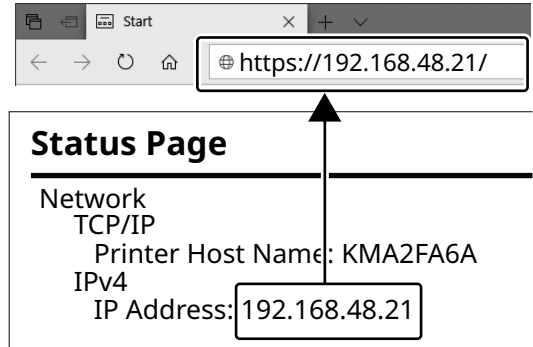 Start
https://192.168.48.21/
Status Page
Network
TCP/IP
Printer Host Name: KMA2FA6A
IPv4
IP Address: 192.168.48.21